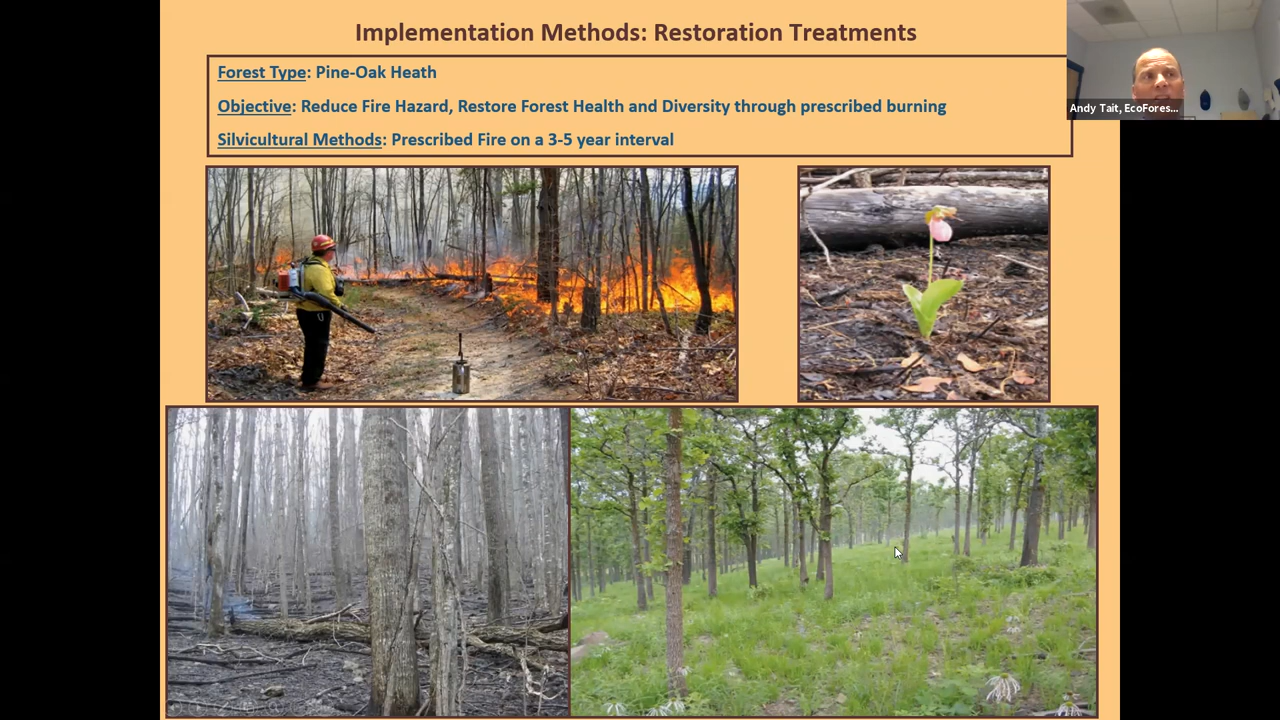 Implementation Methods: Restoration Treatments
Forest Type: Pine-Oak Heath
Objective: Reduce Fire Hazard, Restore Forest Health and Diversity through prescribed burning
Silvicultural Methods: Prescribed Fire on a 3-5 year interval
Andy Tait, EcoFores...